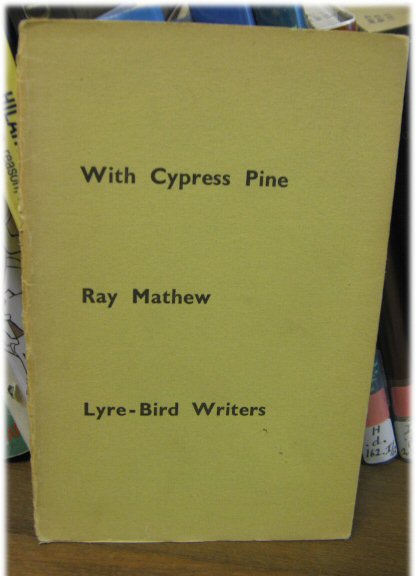 With Cypress Pine
Ray Mathew
Lyre-Bird Writers
H
.d.